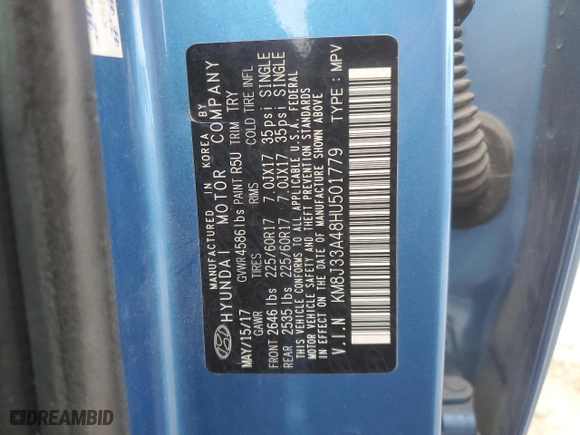 MANUFACTURED IN KOREA BY
HYUNDAI MOTOR COMPANY
MAY/15/17 GVWR 4586 lbs PAINT R5U TRIM TRY
GAWR TIRES RIMS COLD TIRE INFL
FRONT 2646 lbs 225/60R17 7.0JX17 35psi SINGLE
REAR 2535 lbs 225/60R17 7.0JX17 35psi SINGLE
THIS VEHICLE CONFORMS TO ALL APPLICABLE U.S.A. FEDERAL
MOTOR VEHICLE SAFETY AND THEFT PREVENTION
STANDARDS IN EFFECT ON THE DATE OF MANUFACTURE SHOWN ABOVE
V.I.N KM8J33A48HU501779 TYPE : MPV
DREAMBID